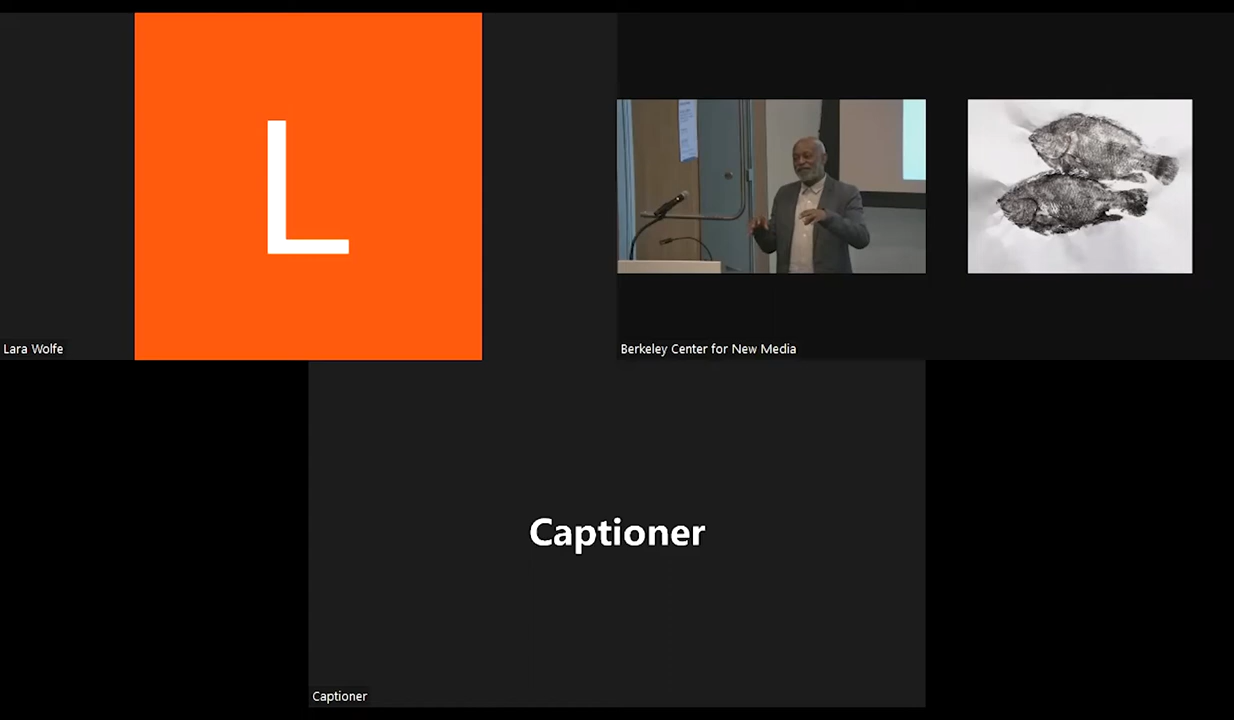 L
Lara Wolfe
Berkeley Center for New Media
Captioner
Captioner